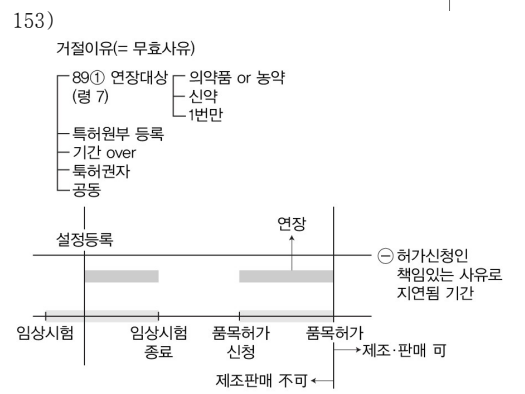 153)
거절이유(= 무효사유)
89① 연장대상
(령 7)
의약품 or 농약
신약
1번만
특허원부 등록
기간 over
툭허권자
공동
연장
설정등록
㊀ 허가신청인
책임있는 사유로
지연됨 기간
임상시험
임상시험
종료
품목허가
신청
품목허가
제조·판매 可
제조판매 不可